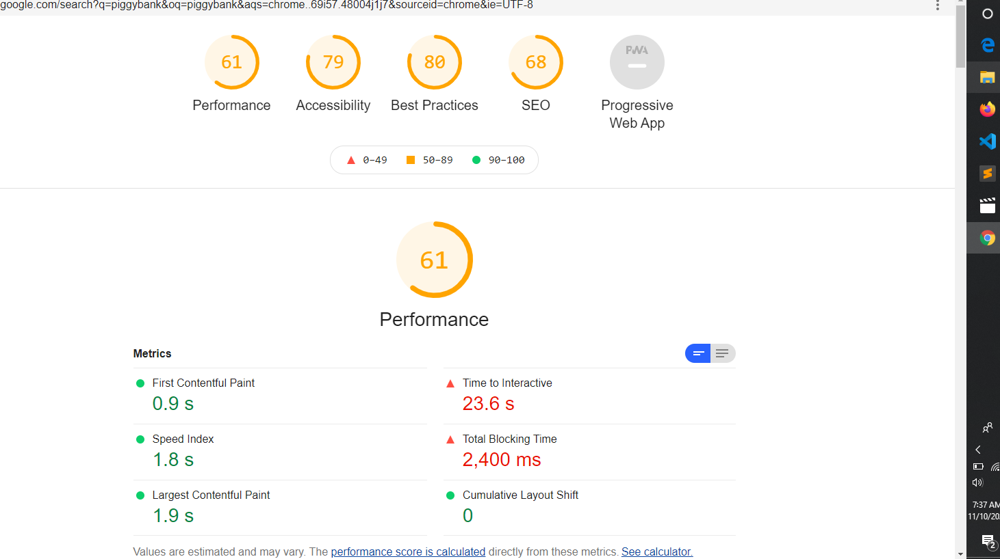 google.com/search?q=piggybank&oq=piggybank&aqs=chrome..69i57.48004j1j7&sourceid=chrome&ie=UTF-8
61 79 80 68 PWA
Performance Accessibility Best Practices SEO Progressive
Web App
0–49 50–89 90–100
61
Performance
Metrics
First Contentful Paint
0.9 s
Time to Interactive
23.6 s
Speed Index
1.8 s
Total Blocking Time
2,400 ms
Largest Contentful Paint
1.9 s
Cumulative Layout Shift
0
Values are estimated and may vary. The performance score is calculated directly from these metrics. See calculator.
7:37 AM
11/10/20
2